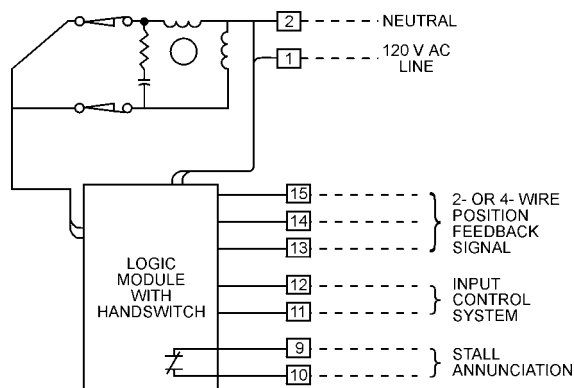 2 NEUTRAL
1 120 V AC
LINE
15
14
13
2- OR 4- WIRE
POSITION
FEEDBACK
SIGNAL
LOGIC
MODULE
WITH
HANDSWITCH
12
11
INPUT
CONTROL
SYSTEM
9
10
STALL
ANNUNCIATION